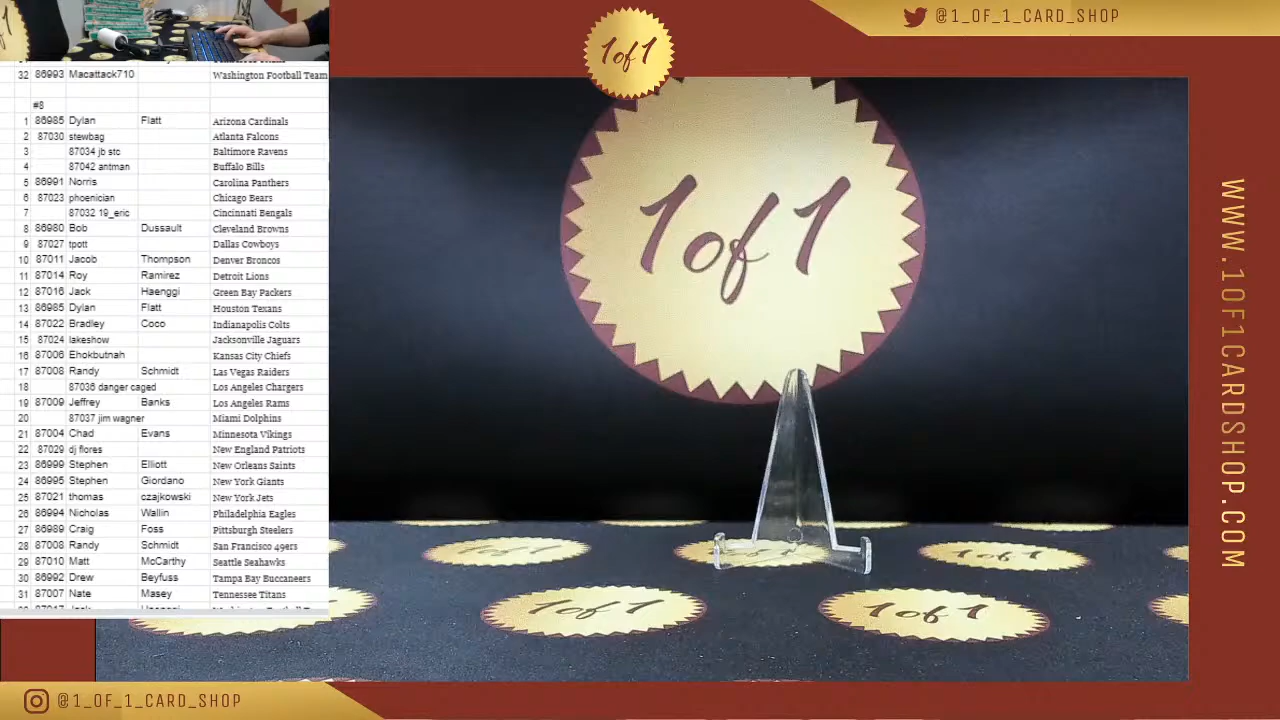 @1_OF_1_CARD_SHOP
1of1
32 86993 Macattack710 Washington Football Team
#8
1 86985 Dylan Flatt Arizona Cardinals
2 87030 stewbag Atlanta Falcons
3 87034 jb stc Baltimore Ravens
4 87042 antman Buffalo Bills
5 86991 Norris Carolina Panthers
6 87023 phoenician Chicago Bears
7 87032 19_eric Cincinnati Bengals
8 86980 Bob Dussault Cleveland Browns
9 87027 tpott Dallas Cowboys
10 87011 Jacob Thompson Denver Broncos
11 87014 Roy Ramirez Detroit Lions
12 87016 Jack Haenggi Green Bay Packers
13 86985 Dylan Flatt Houston Texans
14 87022 Bradley Coco Indianapolis Colts
15 87024 lakeshow Jacksonville Jaguars
16 87006 Ehokbutnah Kansas City Chiefs
17 87008 Randy Schmidt Las Vegas Raiders
18 87036 danger caged Los Angeles Chargers
19 87009 Jeffrey Banks Los Angeles Rams
20 87037 jim wagner Miami Dolphins
21 87004 Chad Evans Minnesota Vikings
22 87029 dj flores New England Patriots
23 86999 Stephen Elliott New Orleans Saints
24 86995 Stephen Giordano New York Giants
25 87021 thomas czajkowski New York Jets
26 86994 Nicholas Wallin Philadelphia Eagles
27 86989 Craig Foss Pittsburgh Steelers
28 87008 Randy Schmidt San Francisco 49ers
29 87010 Matt McCarthy Seattle Seahawks
30 86992 Drew Beyfuss Tampa Bay Buccaneers
31 87007 Nate Masey Tennessee Titans
1of1
WWW.1OF1CARDSHOP.COM
1of1
1of1
1of1
1of1
1of1
@1_OF_1_CARD_SHOP